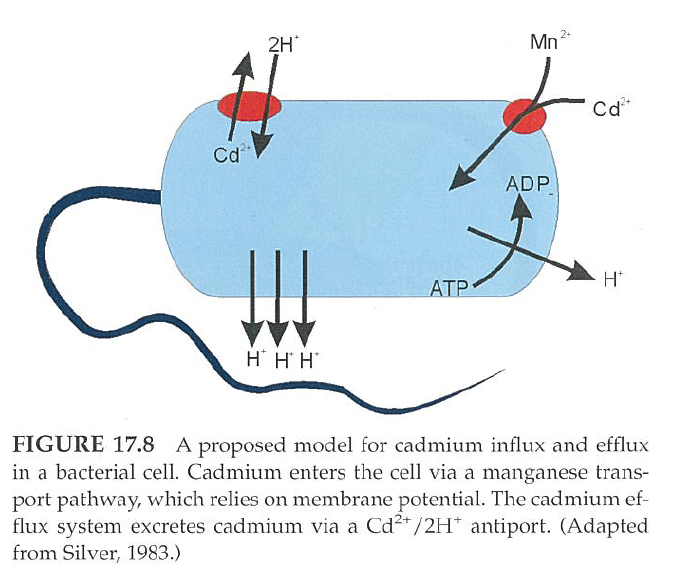 2H⁺
Mn²⁺
Cd²⁺
Cd²⁺
ADP
ATP
H⁺
H⁺ H⁺ H⁺
FIGURE 17.8 A proposed model for cadmium influx and efflux
in a bacterial cell. Cadmium enters the cell via a manganese trans-
port pathway, which relies on membrane potential. The cadmium ef-
flux system excretes cadmium via a Cd²⁺/2H⁺ antiport. (Adapted
from Silver, 1983.)